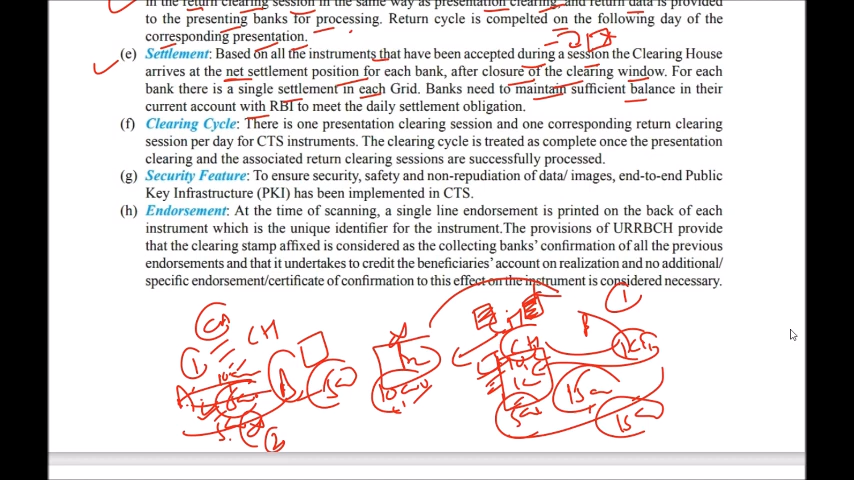 in the return clearing session in the same way as presentation clearing, and return data is provided
to the presenting banks for processing. Return cycle is compelted on the following day of the
corresponding presentation.
(e) Settlement: Based on all the instruments that have been accepted during a session the Clearing House
arrives at the net settlement position for each bank, after closure of the clearing window. For each
bank there is a single settlement in each Grid. Banks need to maintain sufficient balance in their
current account with RBI to meet the daily settlement obligation.
(f) Clearing Cycle: There is one presentation clearing session and one corresponding return clearing
session per day for CTS instruments. The clearing cycle is treated as complete once the presentation
clearing and the associated return clearing sessions are successfully processed.
(g) Security Feature: To ensure security, safety and non-repudiation of data/ images, end-to-end Public
Key Infrastructure (PKI) has been implemented in CTS.
(h) Endorsement: At the time of scanning, a single line endorsement is printed on the back of each
instrument which is the unique identifier for the instrument.The provisions of URRBCH provide
that the clearing stamp affixed is considered as the collecting banks' confirmation of all the previous
endorsements and that it undertakes to credit the beneficiaries' account on realization and no additional/
specific endorsement/certificate of confirmation to this effect on the instrument is considered necessary.
1
CH
CH
1
2